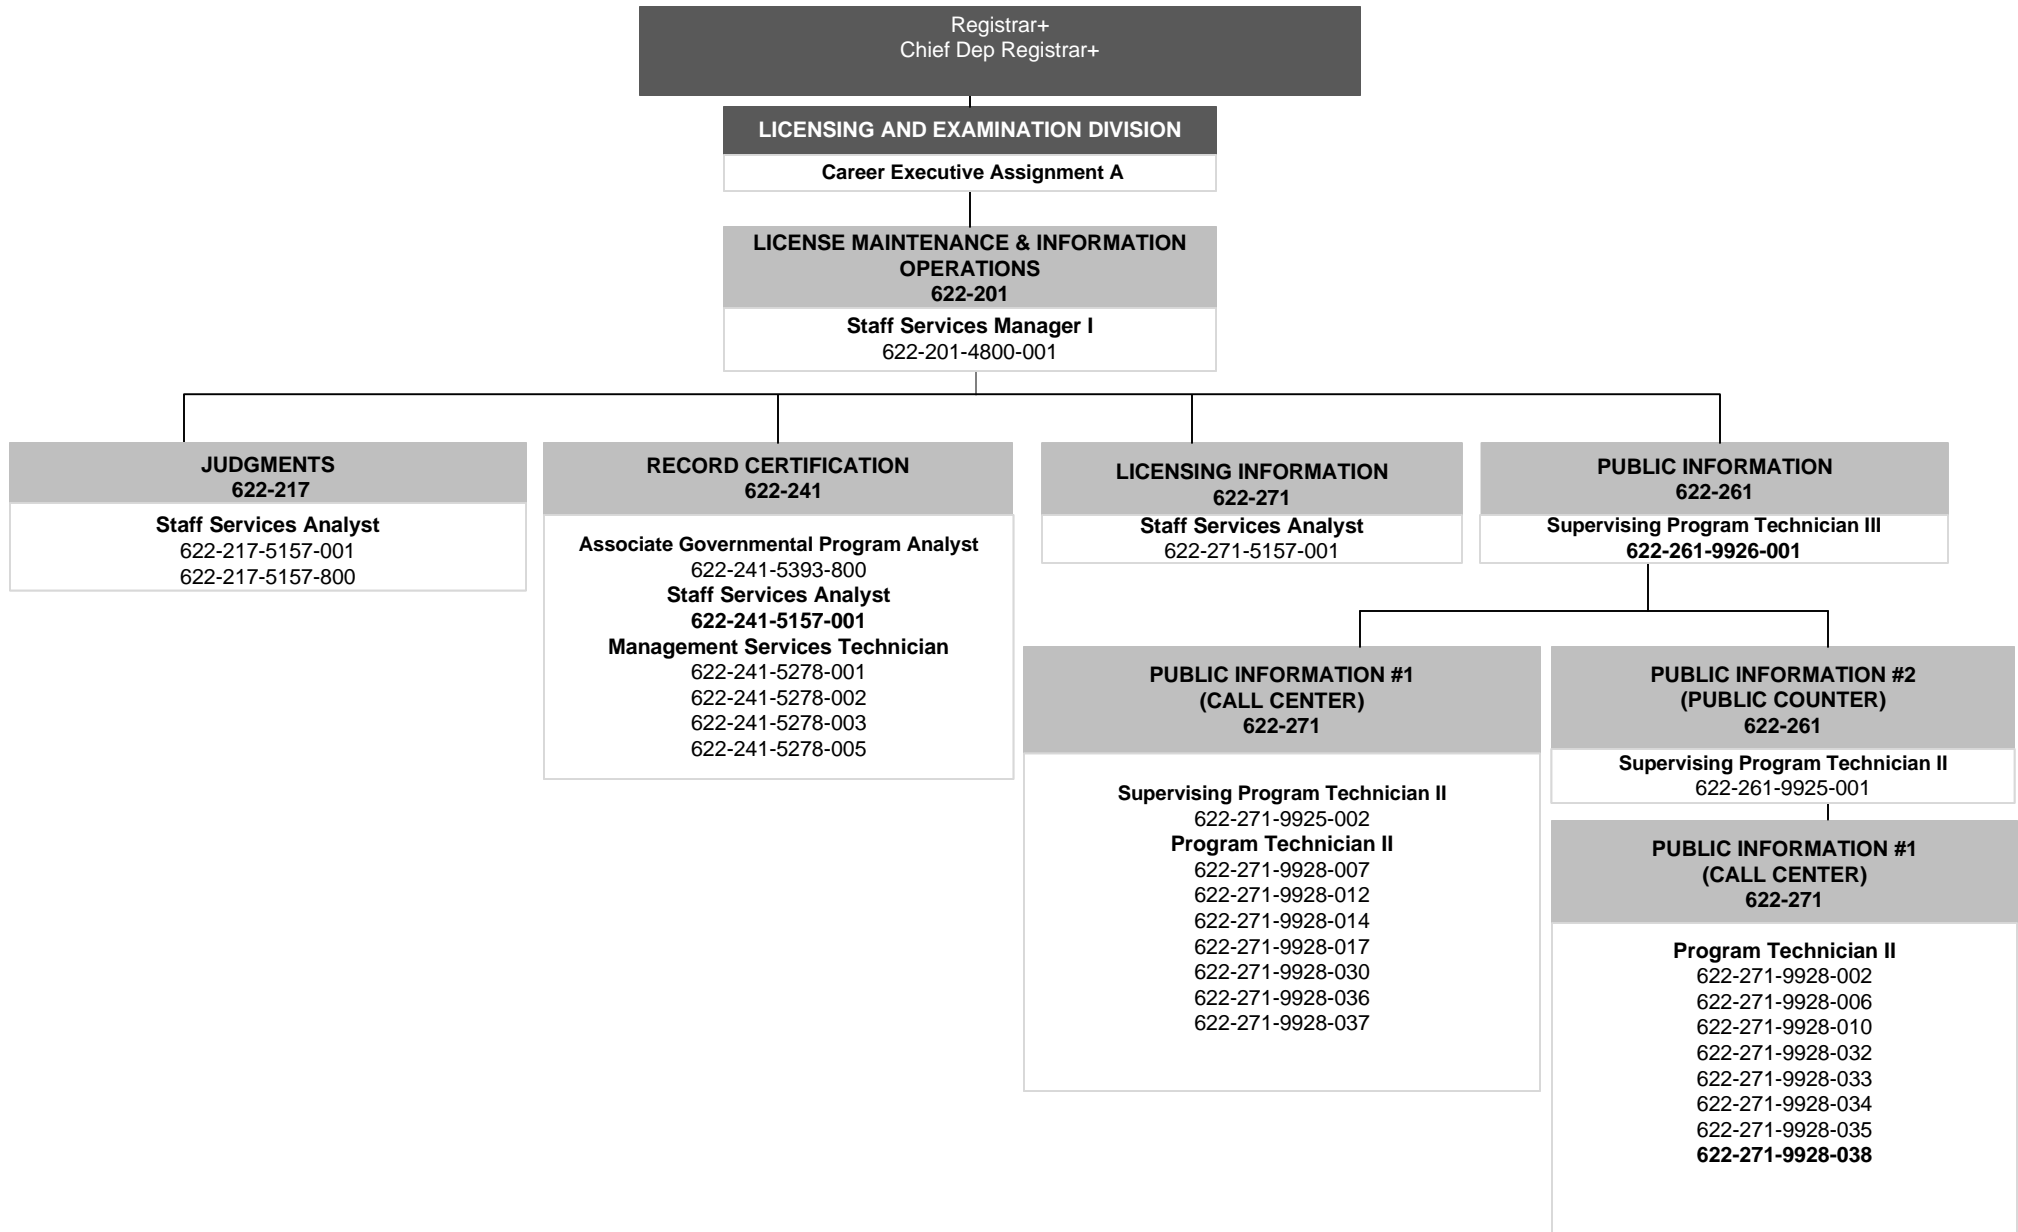 Registrar+
Chief Dep Registrar+
LICENSING AND EXAMINATION DIVISION
Career Executive Assignment A
LICENSE MAINTENANCE & INFORMATION
OPERATIONS
622-201
Staff Services Manager I
622-201-4800-001
JUDGMENTS
622-217
Staff Services Analyst
622-217-5157-001
622-217-5157-800
RECORD CERTIFICATION
622-241
Associate Governmental Program Analyst
622-241-5393-800
Staff Services Analyst
622-241-5157-001
Management Services Technician
622-241-5278-001
622-241-5278-002
622-241-5278-003
622-241-5278-005
LICENSING INFORMATION
622-271
Staff Services Analyst
622-271-5157-001
PUBLIC INFORMATION
622-261
Supervising Program Technician III
622-261-9926-001
PUBLIC INFORMATION #1
(CALL CENTER)
622-271
Supervising Program Technician II
622-271-9925-002
Program Technician II
622-271-9928-007
622-271-9928-012
622-271-9928-014
622-271-9928-017
622-271-9928-030
622-271-9928-036
622-271-9928-037
PUBLIC INFORMATION #2
(PUBLIC COUNTER)
622-261
Supervising Program Technician II
622-261-9925-001
PUBLIC INFORMATION #1
(CALL CENTER)
622-271
Program Technician II
622-271-9928-002
622-271-9928-006
622-271-9928-010
622-271-9928-032
622-271-9928-033
622-271-9928-034
622-271-9928-035
622-271-9928-038